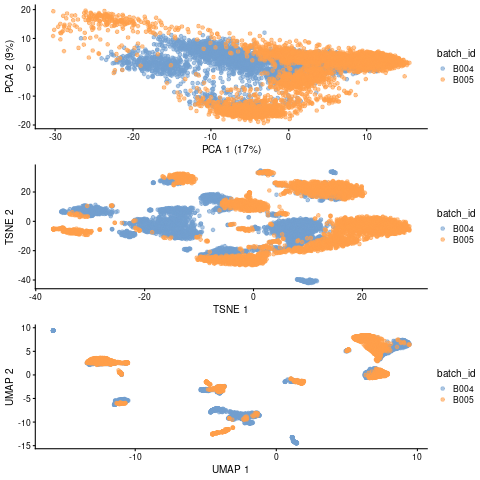 PCA 2 (9%)
20
10
0
-10
-20
-30
-20
-10
0
10
PCA 1 (17%)
batch_id
B004
B005
TSNE 2
20
0
-20
-40
-40
-20
0
20
TSNE 1
batch_id
B004
B005
UMAP 2
10
5
0
-5
-10
-15
-10
0
10
UMAP 1
batch_id
B004
B005